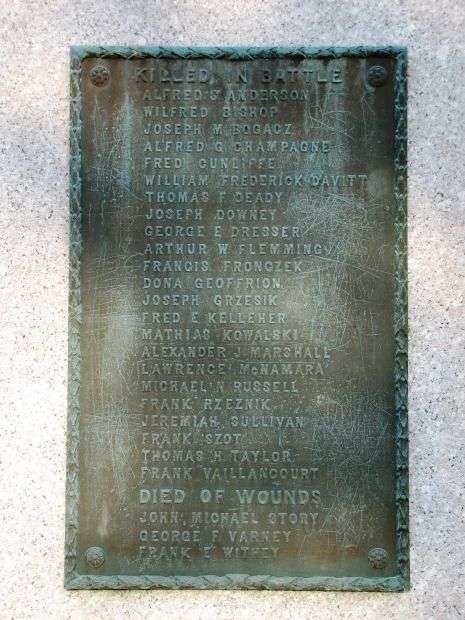 KILLED IN BATTLE
ALFRED S ANDERSON
WILFRED BISHOP
JOSEPH M BOGACZ
ALFRED G CHAMPAGNE
FRED CUNLIFFE
WILLIAM FREDERICK DAVITT
THOMAS F DEADY
JOSEPH DOWNEY
GEORGE E DRESSER
ARTHUR W FLEMMING
FRANCIS FRONCZEK
DONA GEOFFRION
JOSEPH GRZESIK
FRED E KELLEHER
MATHIAS KOWALSKI
ALEXANDER J MARSHALL
LAWRENCE McNAMARA
MICHAEL N RUSSELL
FRANK RZEZNIK
JEREMIAH SULLIVAN
FRANK SZOT
THOMAS H TAYLOR
FRANK VAILLANCOURT
DIED OF WOUNDS
JOHN MICHAEL STORY
GEORGE F VARNEY
FRANK E WITHEY